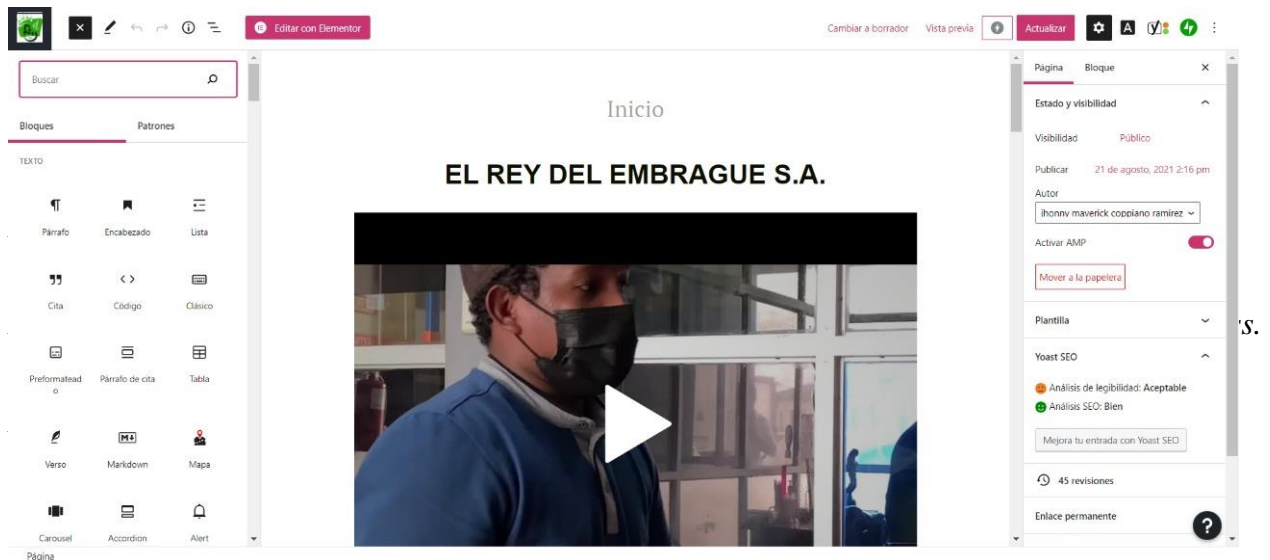 Editar con Elementor
Cambiar a borrador Vista previa Actualizar
Buscar
Bloques Patrones
TEXTO
Párrafo Encabezado Lista
Cita Código Clásico
Preformatead
o
Párrafo de cita Tabla
Verso Markdown Mapa
Carousel Accordion Alert
Página
Inicio
EL REY DEL EMBRAGUE S.A.
Página Bloque
Estado y visibilidad
Visibilidad Público
Publicar 21 de agosto, 2021 2:16 pm
Autor
jhonny maverick coppiano ramirez
Activar AMP
Mover a la papelera
Plantilla
Yoast SEO
Análisis de legibilidad: Aceptable
Análisis SEO: Bien
Mejora tu entrada con Yoast SEO
45 revisiones
Enlace permanente